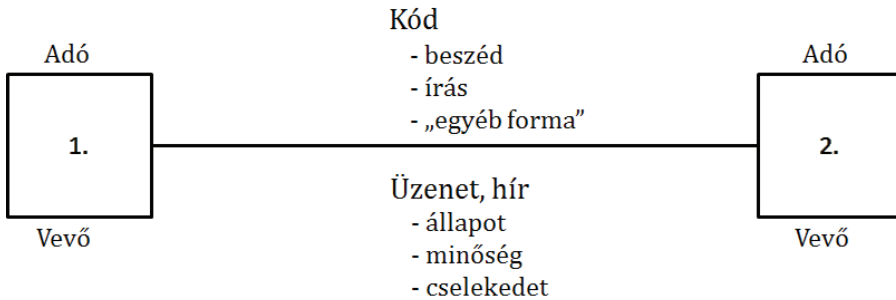 Kód
Adó
- beszéd
Adó
- írás
- „egyéb forma”
1.
2.
Üzenet, hír
- állapot
Vevő
- minőség
Vevő
- cselekedet